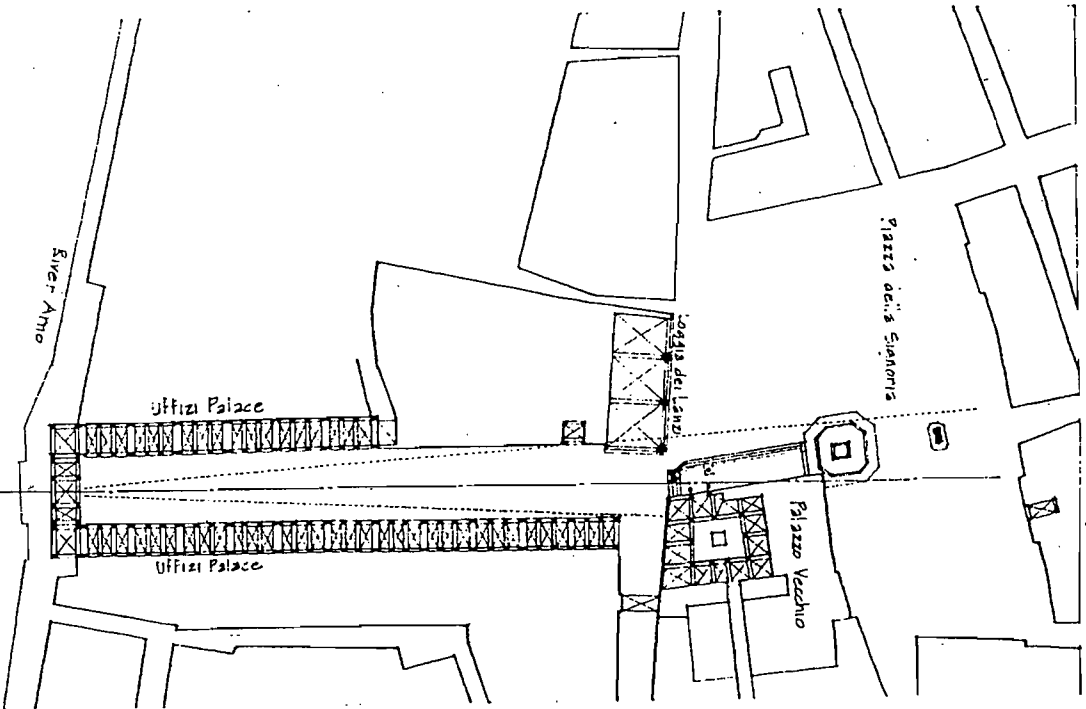 River Arno
Uffizi Palace
Uffizi Palace
Loggia dei Lanzi
Piazza della Signoria
Palazzo Vecchio